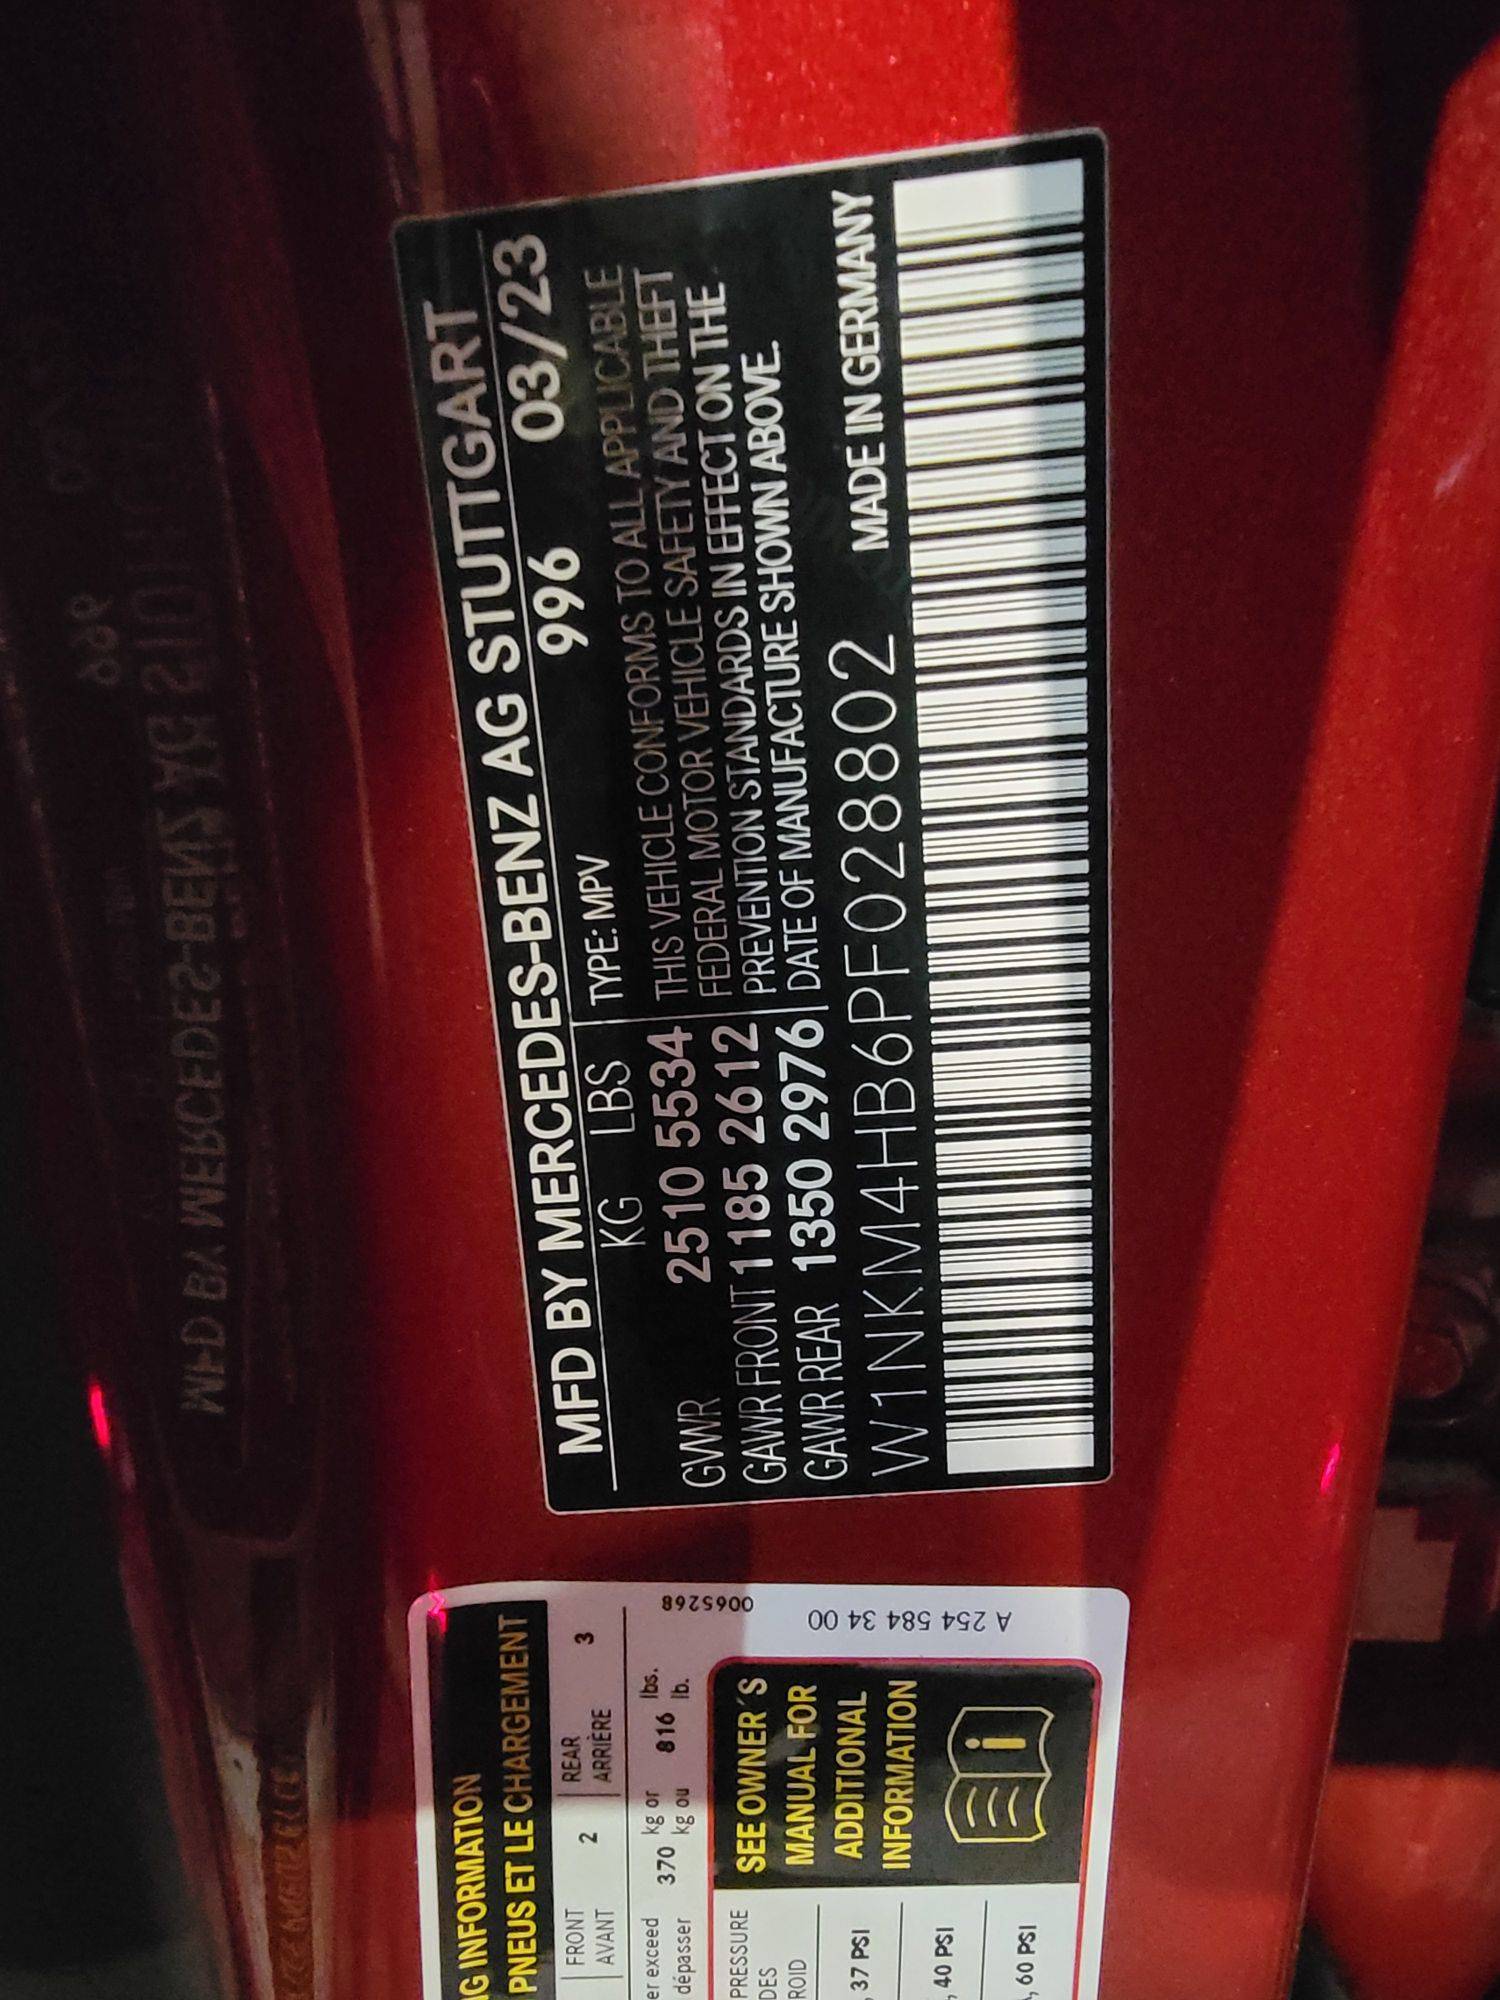 MFD BY MERCEDES-BENZ AG STUTTGART
KG LBS TYPE: MPV 996 03/23
GVWR 2510 5534 THIS VEHICLE CONFORMS TO ALL APPLICABLE
GAWR FRONT 1185 2612 FEDERAL MOTOR VEHICLE SAFETY AND THEFT
PREVENTION STANDARDS IN EFFECT ON THE
GAWR REAR 1350 2976 DATE OF MANUFACTURE SHOWN ABOVE.
W1NKM4HB6PF028802 MADE IN GERMANY
G INFORMATION
PNEUS ET LE CHARGEMENT
FRONT 2 REAR 3
AVANT ARRIÈRE
er exceed 370 kg or 816 lbs.
dépasser kg ou lb.
0065268
A 254 584 34 00
PRESSURE
DES
ROID
, 37 PSI
, 40 PSI
, 60 PSI
SEE OWNER'S
MANUAL FOR
ADDITIONAL
INFORMATION
i